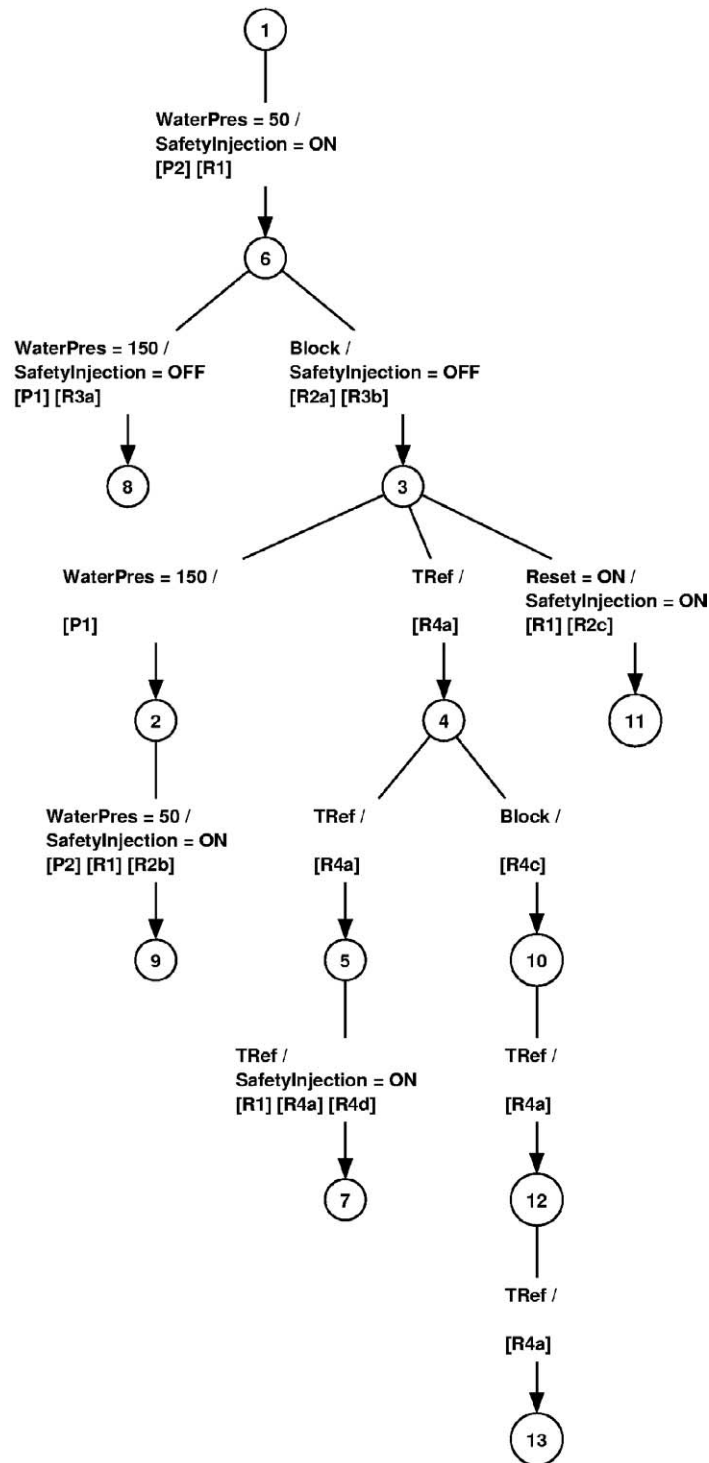 1
WaterPres = 50 /
SafetyInjection = ON
[P2] [R1]
6
WaterPres = 150 /
SafetyInjection = OFF
[P1] [R3a]
Block /
SafetyInjection = OFF
[R2a] [R3b]
8
3
WaterPres = 150 /
[P1]
TRef /
[R4a]
Reset = ON /
SafetyInjection = ON
[R1] [R2c]
2
4
11
WaterPres = 50 /
SafetyInjection = ON
[P2] [R1] [R2b]
TRef /
[R4a]
Block /
[R4c]
9
5
10
TRef /
SafetyInjection = ON
[R1] [R4a] [R4d]
TRef /
[R4a]
7
12
TRef /
[R4a]
13